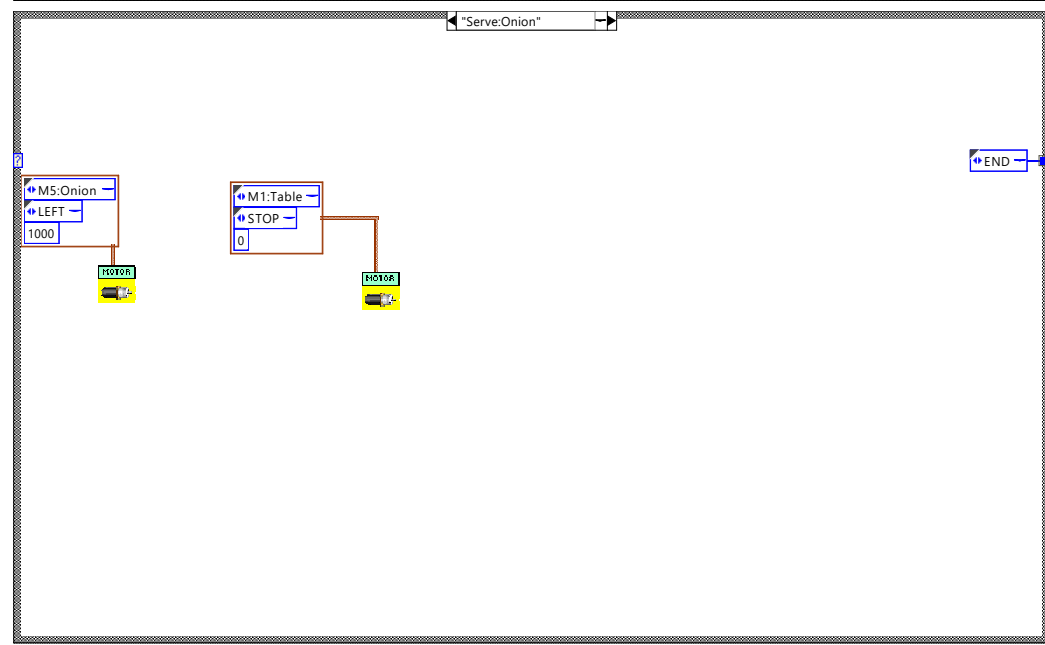 "Serve:Onion"
?
END
M5:Onion
LEFT
1000
MOTOR
M1:Table
STOP
0
MOTOR